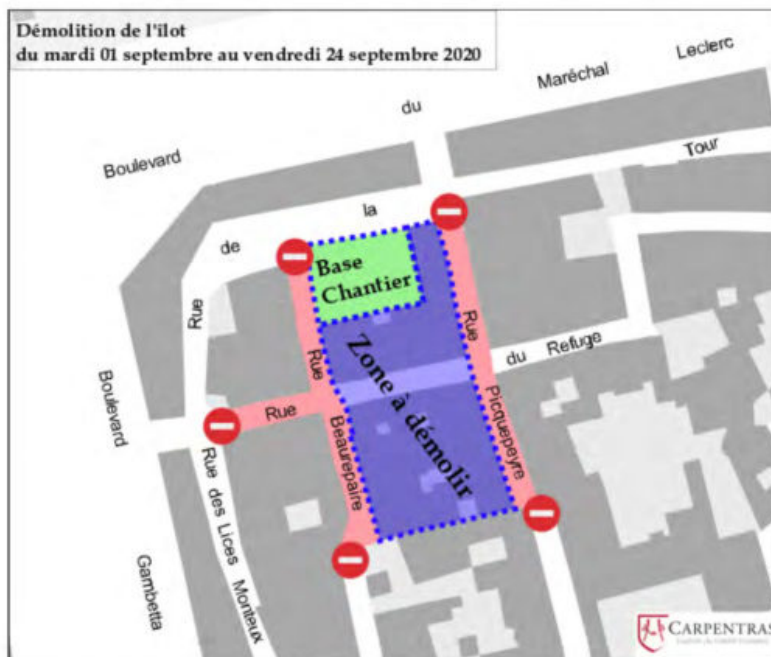 Démolition de l'îlot
du mardi 01 septembre au vendredi 24 septembre 2020
Boulevard du Maréchal Leclerc
Rue de la Tour
Base
Chantier
Zone à démolir
Rue Beaurepaire
Rue Picquepeyre
Rue du Refuge
Rue des Lices Monteux
Boulevard Gambetta
CARPENTRAS